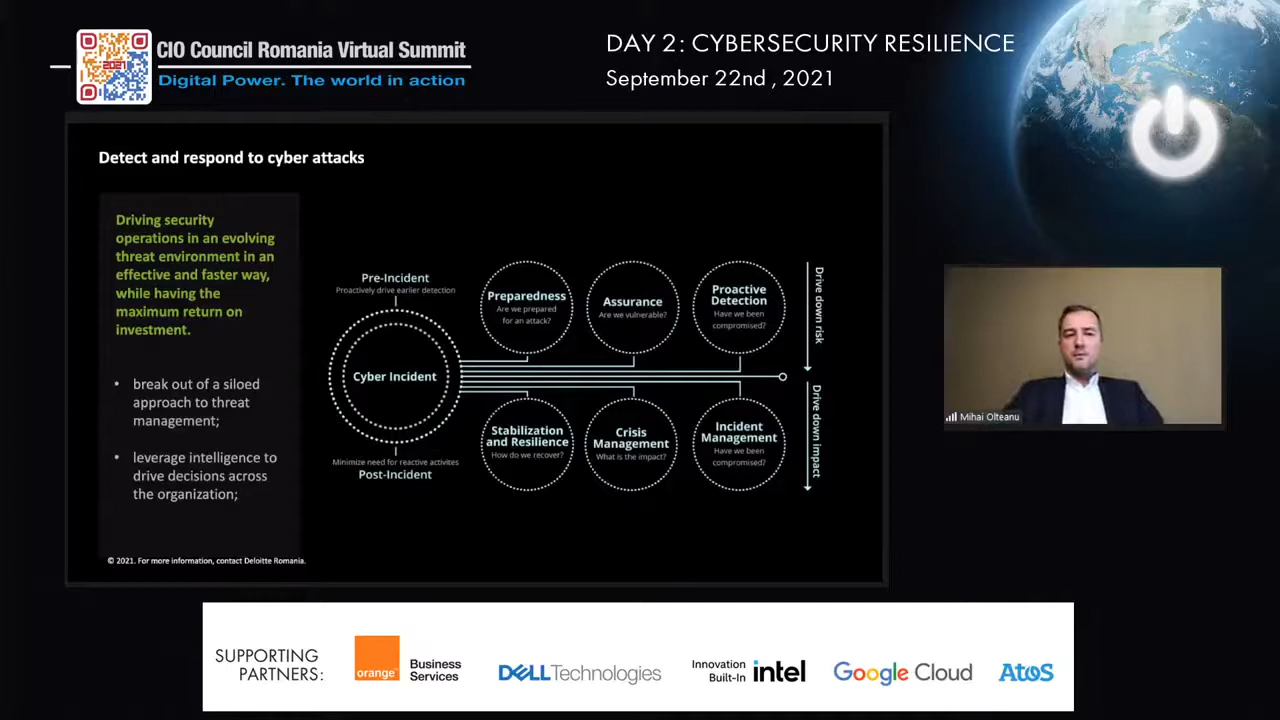 2021
CIO Council Romania Virtual Summit
Digital Power. The world in action
DAY 2: CYBERSECURITY RESILIENCE
September 22nd , 2021
Detect and respond to cyber attacks
Driving security
operations in an evolving
threat environment in an
effective and faster way,
while having the
maximum return on
investment.
• break out of a siloed
approach to threat
management;
• leverage intelligence to
drive decisions across
the organization;
© 2021. For more information, contact Deloitte Romania.
Pre-Incident
Proactively drive earlier detection
Cyber Incident
Minimize need for reactive activites
Post-Incident
Preparedness
Are we prepared
for an attack?
Assurance
Are we vulnerable?
Proactive
Detection
Have we been
compromised?
Drive down risk
Stabilization
and Resilience
How do we recover?
Crisis
Management
What is the impact?
Incident
Management
Have we been
compromised?
Drive down impact
Mihai Olteanu
SUPPORTING
PARTNERS:
orange™
Business
Services
DELL Technologies
Innovation
Built-In
intel
Google Cloud
Atos